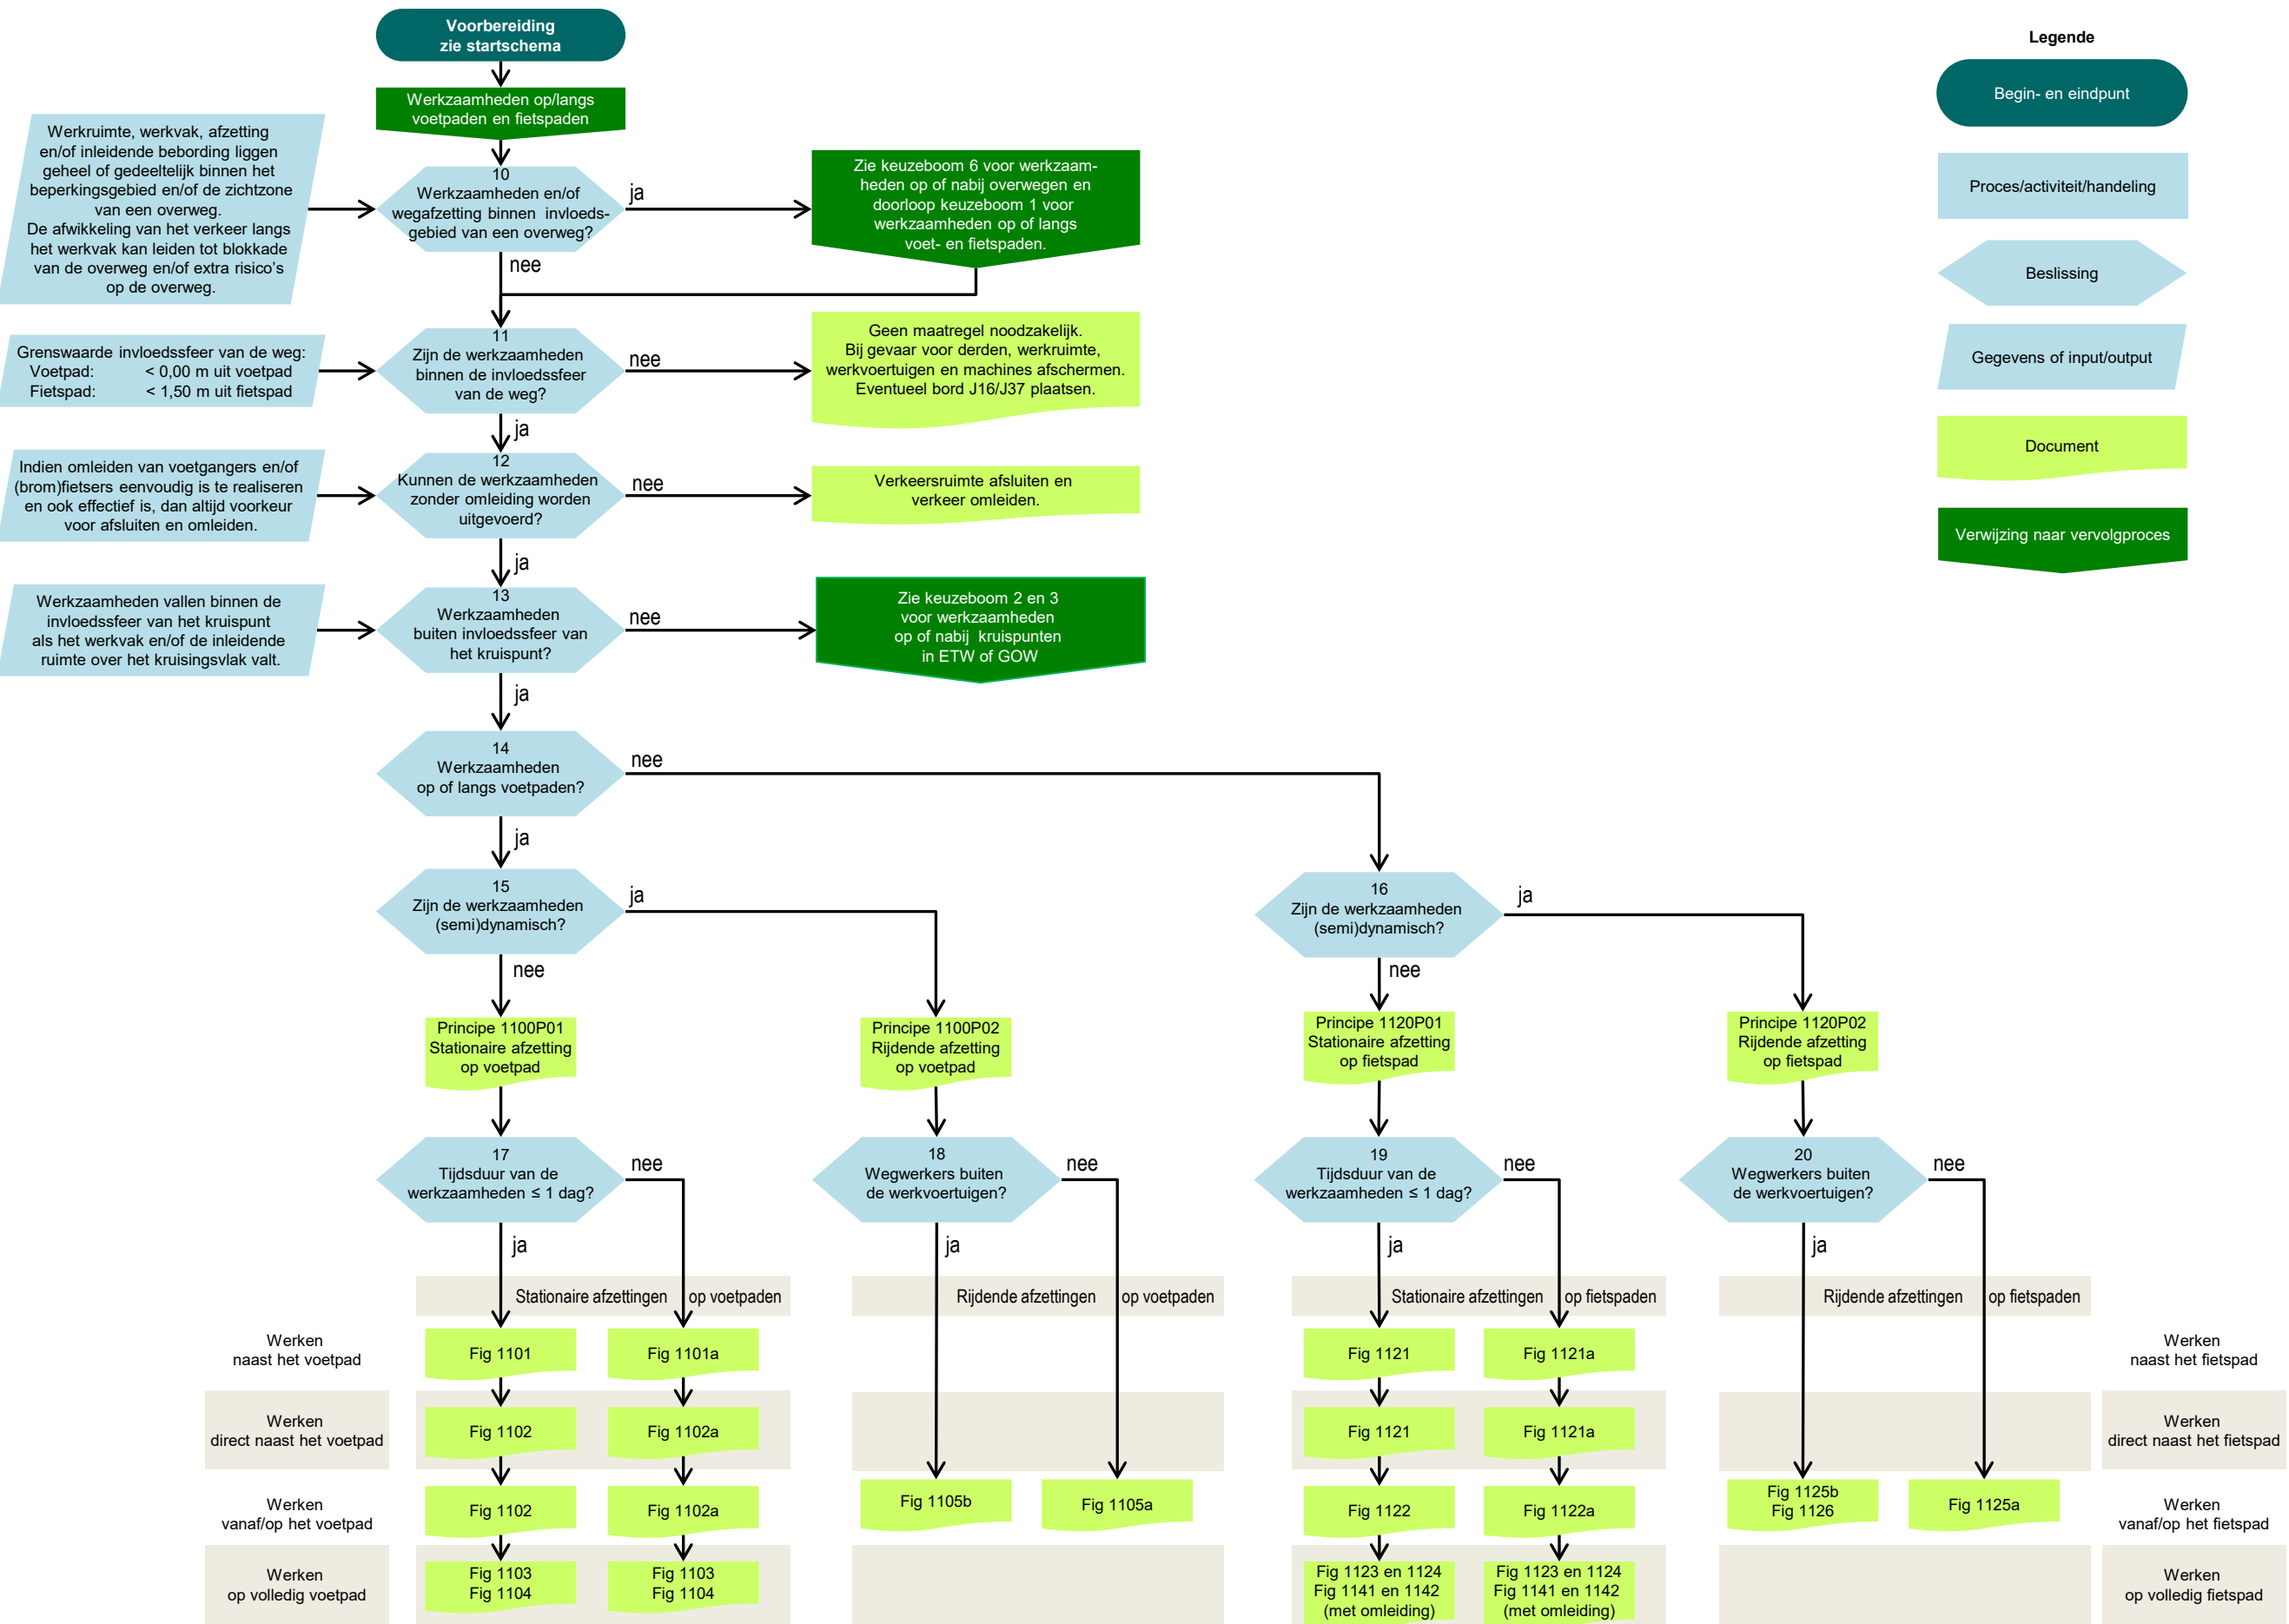 Voorbereiding
zie startschema
Legende
Begin- en eindpunt
Proces/activiteit/handeling
Beslissing
Gegevens of input/output
Document
Verwijzing naar vervolgproces
Werkzaamheden op/langs
voetpaden en fietspaden
Werkruimte, werkvak, afzetting
en/of inleidende bebording liggen
geheel of gedeeltelijk binnen het
beperkingsgebied en/of de zichtzone
van een overweg.
De afwikkeling van het verkeer langs
het werkvak kan leiden tot blokkade
van de overweg en/of extra risico's
op de overweg.
10
Werkzaamheden en/of
wegafzetting binnen invloeds-
gebied van een overweg?
ja
nee
Zie keuzeboom 6 voor werkzaam-
heden op of nabij overwegen en
doorloop keuzeboom 1 voor
werkzaamheden op of langs
voet- en fietspaden.
Grenswaarde invloedssfeer van de weg:
Voetpad: < 0,00 m uit voetpad
Fietspad: < 1,50 m uit fietspad
11
Zijn de werkzaamheden
binnen de invloedssfeer
van de weg?
nee
ja
Geen maatregel noodzakelijk.
Bij gevaar voor derden, werkruimte,
werkvoertuigen en machines afschermen.
Eventueel bord J16/J37 plaatsen.
Indien omleiden van voetgangers en/of
(brom)fietsers eenvoudig is te realiseren
en ook effectief is, dan altijd voorkeur
voor afsluiten en omleiden.
12
Kunnen de werkzaamheden
zonder omleiding worden
uitgevoerd?
nee
ja
Verkeersruimte afsluiten en
verkeer omleiden.
Werkzaamheden vallen binnen de
invloedssfeer van het kruispunt
als het werkvak en/of de inleidende
ruimte over het kruisingsvlak valt.
13
Werkzaamheden
buiten invloedssfeer van
het kruispunt?
nee
ja
Zie keuzeboom 2 en 3
voor werkzaamheden
op of nabij kruispunten
in ETW of GOW
14
Werkzaamheden
op of langs voetpaden?
nee
ja
15
Zijn de werkzaamheden
(semi)dynamisch?
ja
nee
16
Zijn de werkzaamheden
(semi)dynamisch?
ja
nee
Principe 1100P01
Stationaire afzetting
op voetpad
Principe 1100P02
Rijdende afzetting
op voetpad
Principe 1120P01
Stationaire afzetting
op fietspad
Principe 1120P02
Rijdende afzetting
op fietspad
17
Tijdsduur van de
werkzaamheden ≤ 1 dag?
nee
ja
18
Wegwerkers buiten
de werkvoertuigen?
nee
ja
19
Tijdsduur van de
werkzaamheden ≤ 1 dag?
nee
ja
20
Wegwerkers buiten
de werkvoertuigen?
nee
ja
Stationaire afzettingen op voetpaden
Rijdende afzettingen op voetpaden
Stationaire afzettingen op fietspaden
Rijdende afzettingen op fietspaden
Werken
naast het voetpad
Fig 1101
Fig 1101a
Fig 1121
Fig 1121a
Werken
naast het fietspad
Werken
direct naast het voetpad
Fig 1102
Fig 1102a
Fig 1121
Fig 1121a
Werken
direct naast het fietspad
Werken
vanaf/op het voetpad
Fig 1102
Fig 1102a
Fig 1105b
Fig 1105a
Fig 1122
Fig 1122a
Fig 1125b
Fig 1126
Fig 1125a
Werken
vanaf/op het fietspad
Werken
op volledig voetpad
Fig 1103
Fig 1104
Fig 1103
Fig 1104
Fig 1123 en 1124
Fig 1141 en 1142
(met omleiding)
Fig 1123 en 1124
Fig 1141 en 1142
(met omleiding)
Werken
op volledig fietspad